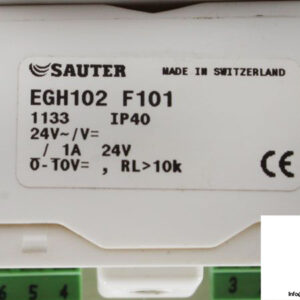 SAUTER MADE IN SWITZERLAND
EGH102 F101
1133 IP40
24V~/V=
/ 1A 24V
0-10V= , RL>10k
CE
6 5 4
3
Info@